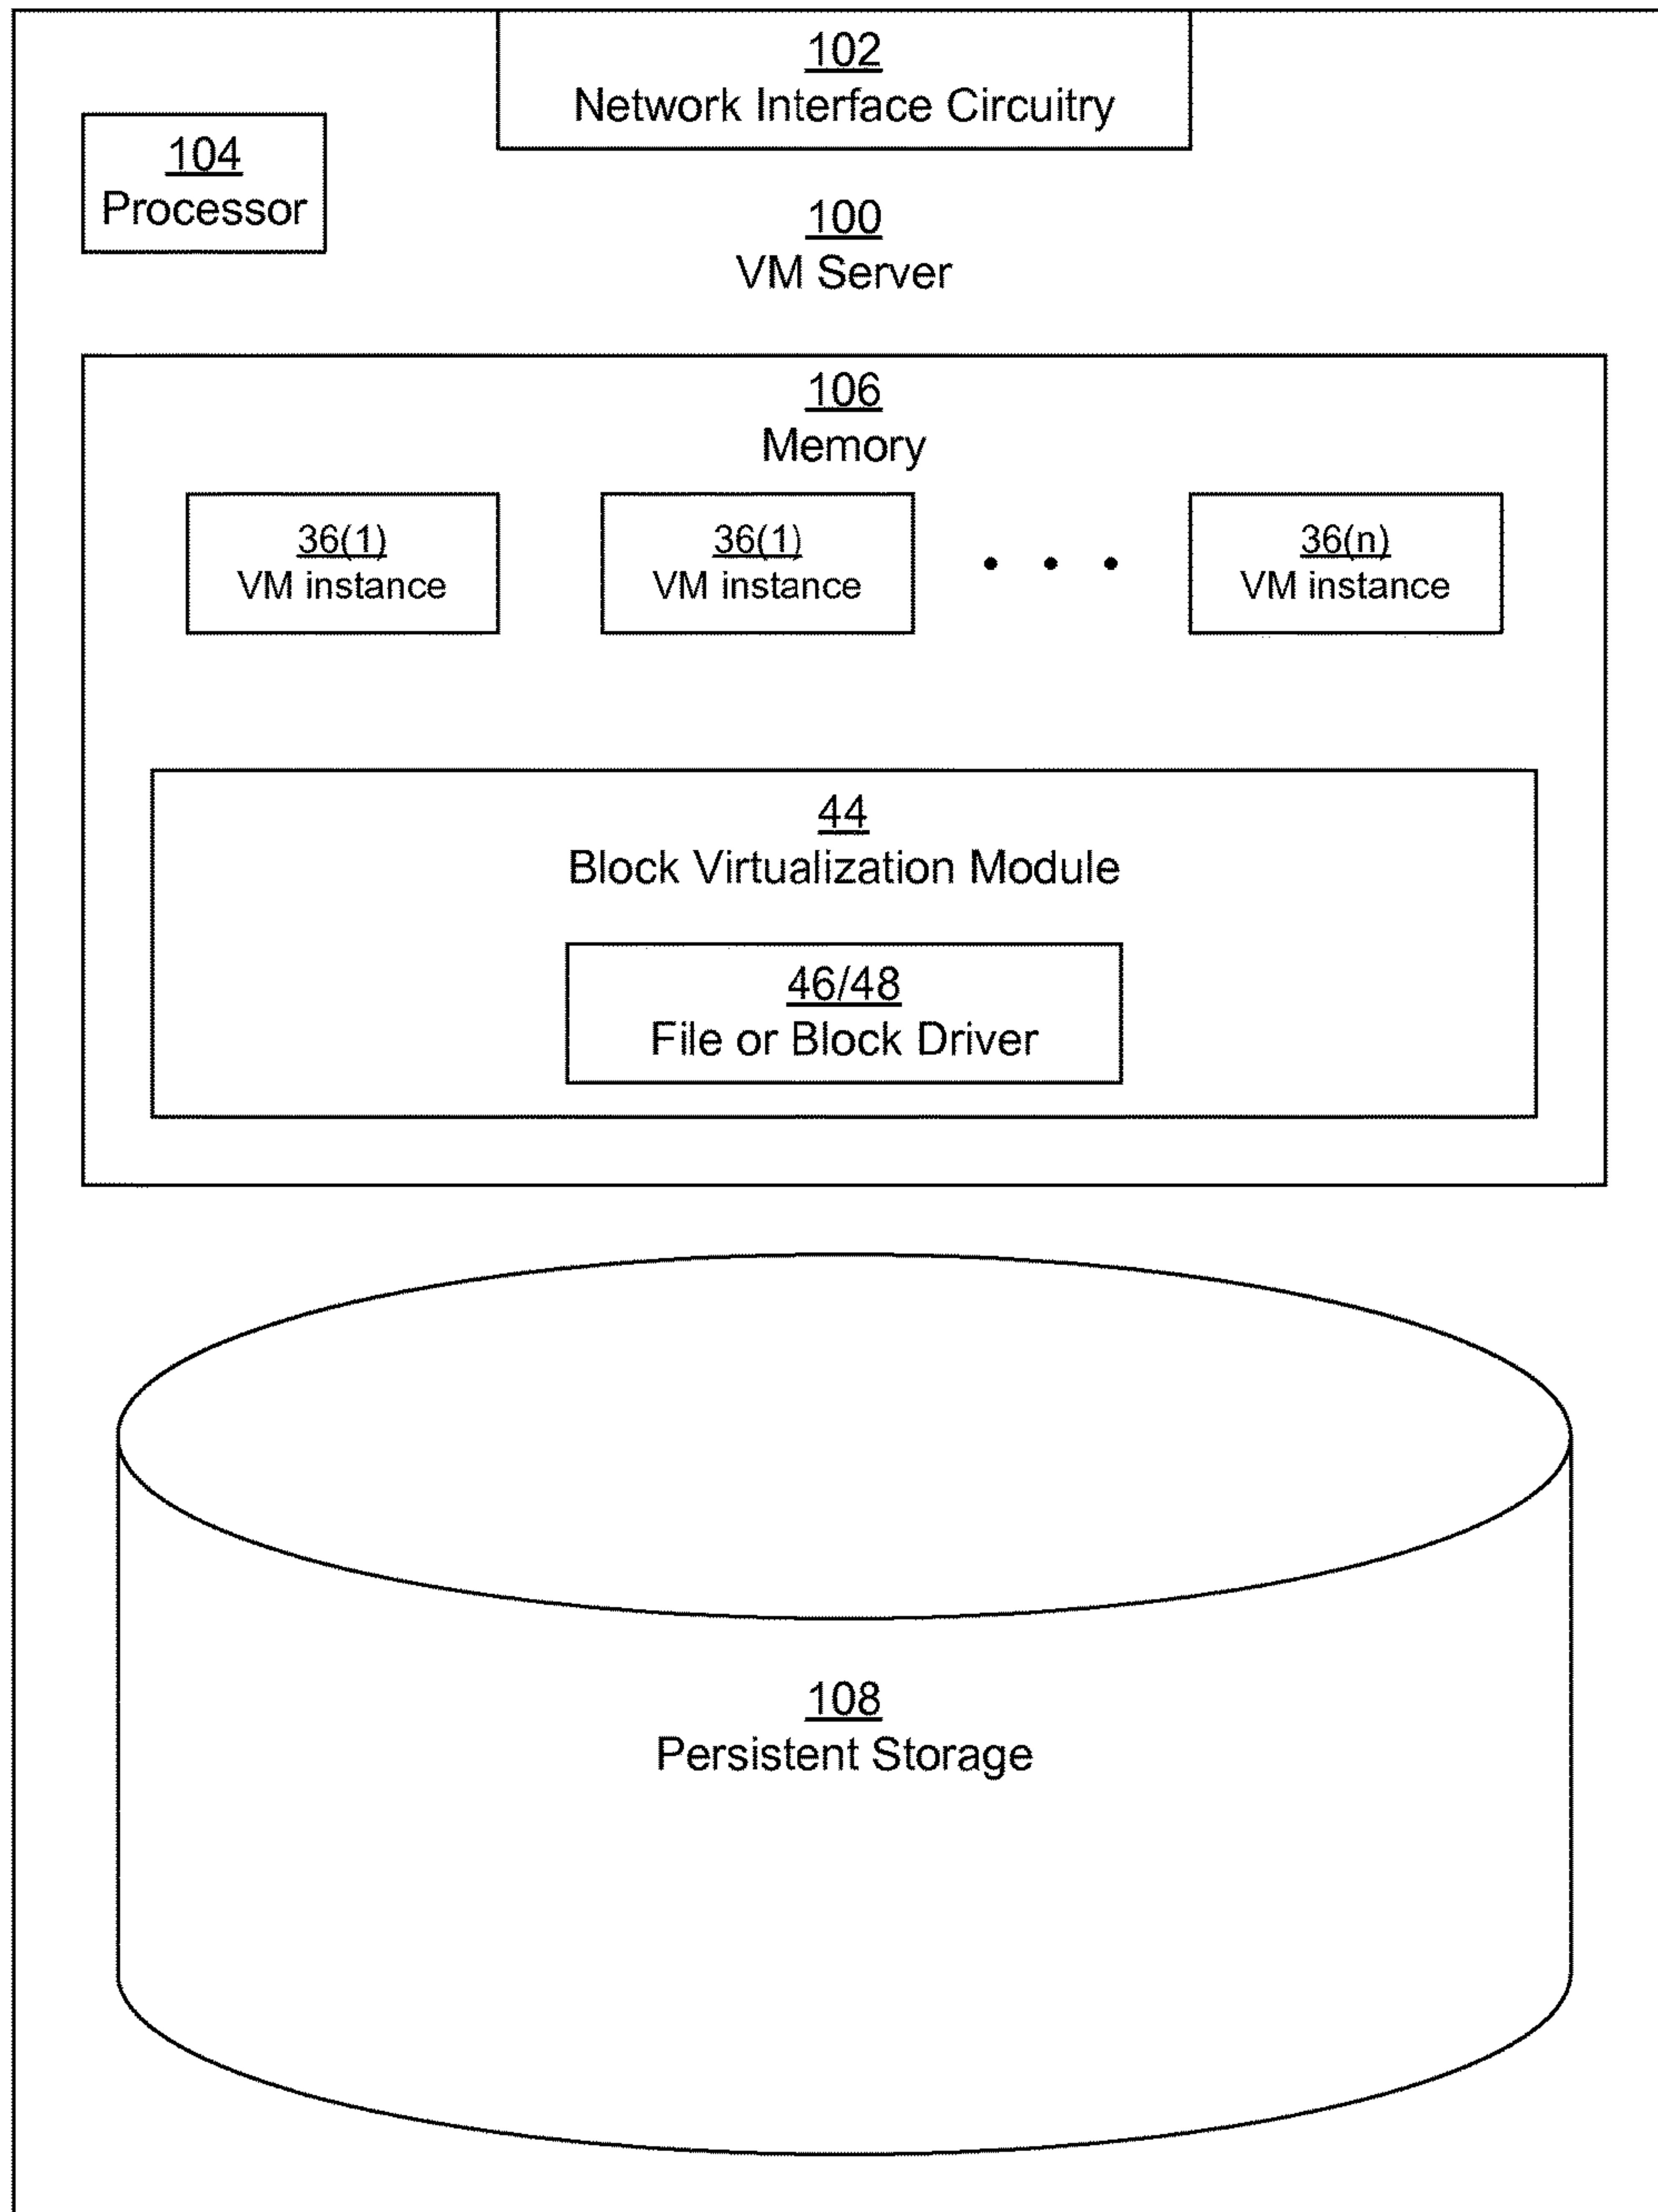 102
Network Interface Circuitry
104
Processor
100
VM Server
106
Memory
36(1)
VM instance
36(1)
VM instance
36(n)
VM instance
44
Block Virtualization Module
46/48
File or Block Driver
108
Persistent Storage